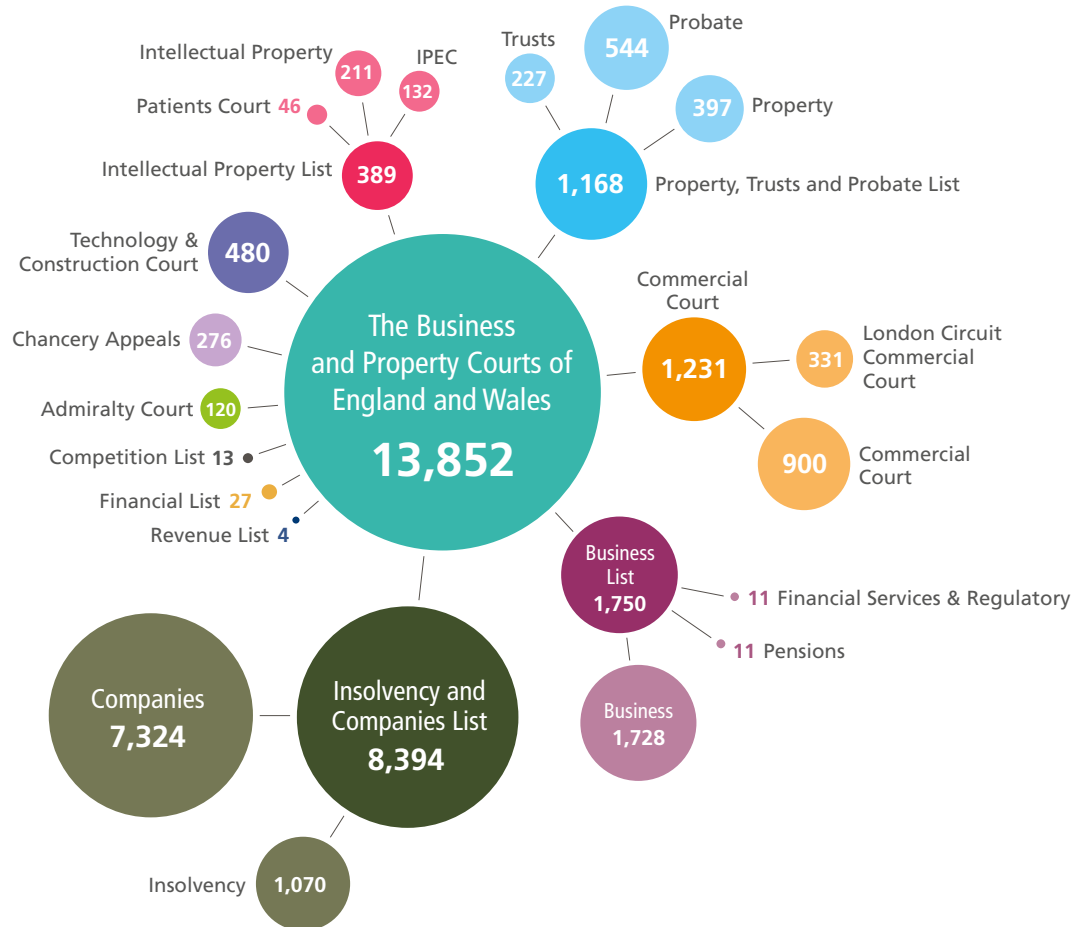 Intellectual Property
211
IPEC
132
Patients Court 46
Intellectual Property List
389
Trusts
227
Probate
544
397
Property
1,168
Property, Trusts and Probate List
Technology &
Construction Court
480
Chancery Appeals
276
Admiralty Court
120
Competition List 13
Financial List 27
Revenue List 4
The Business
and Property Courts of
England and Wales
13,852
Commercial
Court
1,231
331
London Circuit
Commercial
Court
900
Commercial
Court
Business
List
1,750
11 Financial Services & Regulatory
11 Pensions
Business
1,728
Companies
7,324
Insolvency and
Companies List
8,394
Insolvency
1,070